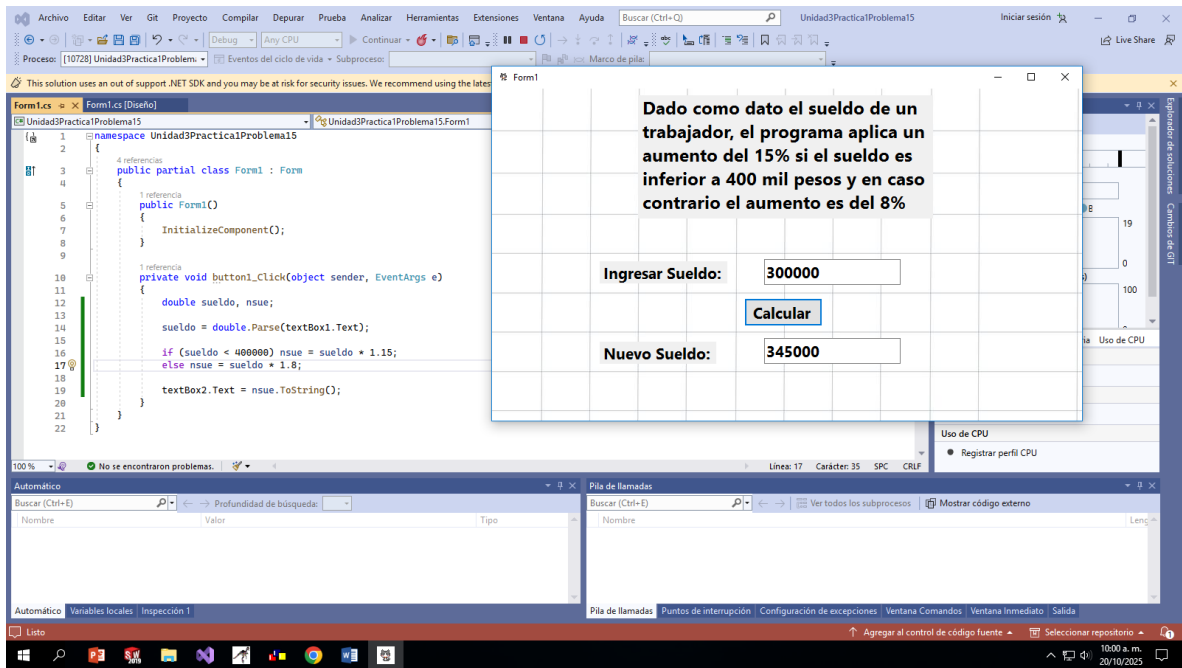 Archivo Editar Ver Git Proyecto Compilar Depurar Prueba Analizar Herramientas Extensiones Ventana Ayuda Buscar (Ctrl+Q) Unidad3Practica1Problema15 Iniciar sesión
Debug Any CPU Continuar Live Share
Proceso: [10728] Unidad3Practica1Problem Eventos del ciclo de vida Subproceso: Marco de pila:
This solution uses an out of support .NET SDK and you may be at risk for security issues. We recommend using the lates
Form1.cs Form1.cs [Diseño]
Unidad3Practica1Problema15 Unidad3Practica1Problema15.Form1
1 namespace Unidad3Practica1Problema15
2 {
4 referencias
3 public partial class Form1 : Form
4 {
1 referencia
5 public Form1()
6 {
7 InitializeComponent();
8 }
9
1 referencia
10 private void button1_Click(object sender, EventArgs e)
11 {
12 double sueldo, nsue;
13
14 sueldo = double.Parse(textBox1.Text);
15
16 if (sueldo < 400000) nsue = sueldo * 1.15;
17 else nsue = sueldo * 1.8;
18
19 textBox2.Text = nsue.ToString();
20 }
21 }
22 }
Form1
Dado como dato el sueldo de un
trabajador, el programa aplica un
aumento del 15% si el sueldo es
inferior a 400 mil pesos y en caso
contrario el aumento es del 8%
Ingresar Sueldo: 300000
Calcular
Nuevo Sueldo: 345000
Explorador de soluciones
Cambios de GIT
B
19
0
100
Uso de CPU
Uso de CPU
Registrar perfil CPU
100 % No se encontraron problemas. Línea: 17 Carácter: 35 SPC CRLF
Automático
Buscar (Ctrl+E) Profundidad de búsqueda:
Nombre Valor Tipo
Automático Variables locales Inspección 1
Pila de llamadas
Buscar (Ctrl+E) Ver todos los subprocesos Mostrar código externo
Nombre Leng
Pila de llamadas Puntos de interrupción Configuración de excepciones Ventana Comandos Ventana Inmediato Salida
Listo Agregar al control de código fuente Seleccionar repositorio 1
10:00 a. m.
20/10/2025